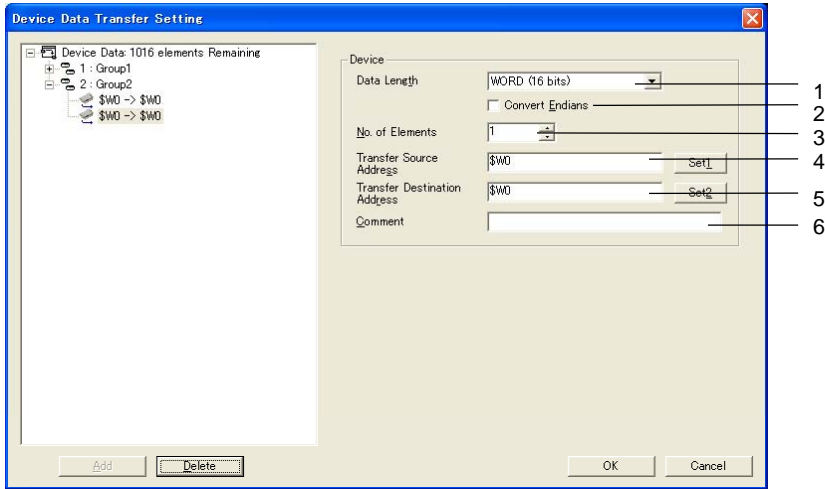 Device Data Transfer Setting
Device Data: 1016 elements Remaining
1 : Group1
2 : Group2
$W0 -> $W0
$W0 -> $W0
Device
Data Length
WORD (16 bits)
1
Convert Endians
2
No. of Elements
1
3
Transfer Source
Address
$W0
Set1
4
Transfer Destination
Address
$W0
Set2
5
Comment
6
Add
Delete
OK
Cancel